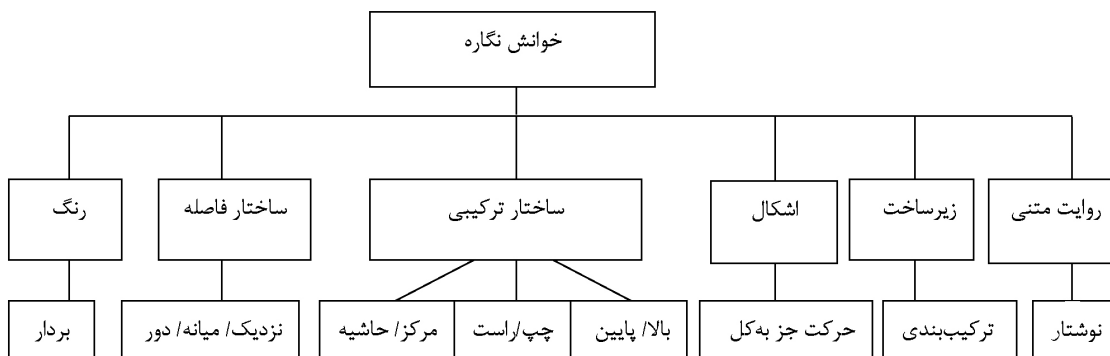 خوانش نگاره
روایت متنی
زیرساخت
اشکال
ساختار ترکیبی
ساختار فاصله
رنگ
نوشتار
ترکیب‌بندی
حرکت جز به‌کل
بالا/ پایین
چپ/راست
مرکز/ حاشیه
نزدیک/ میانه/ دور
بردار